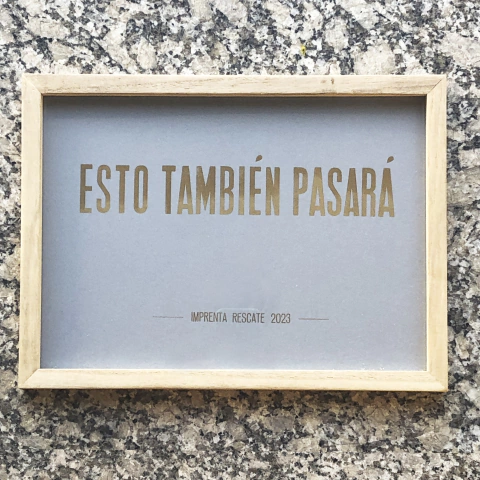 ESTO TAMBIÉN PASARÁ
IMPRENTA RESCATE 2023